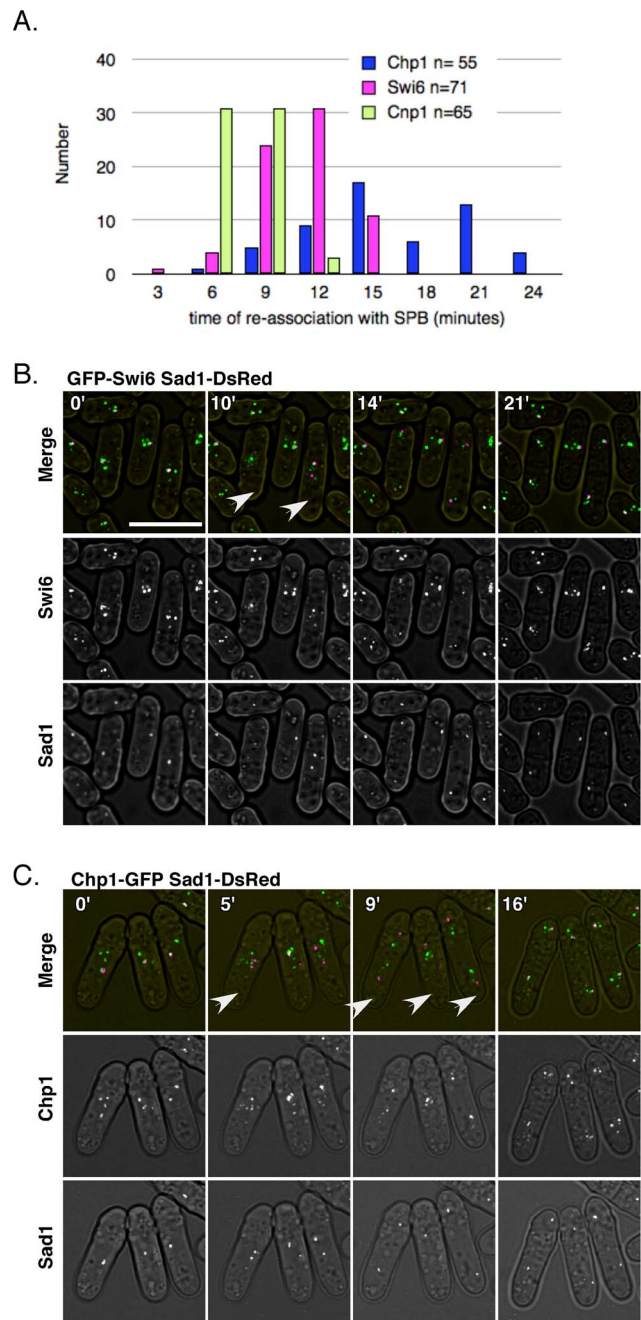 A.
40
30
20
10
0
Number
Chp1 n= 55
Swi6 n=71
Cnp1 n=65
3 6 9 12 15 18 21 24
time of re-association with SPB (minutes)
B.
GFP-Swi6 Sad1-DsRed
0' 10' 14' 21'
Merge
Swi6
Sad1
C.
Chp1-GFP Sad1-DsRed
0' 5' 9' 16'
Merge
Chp1
Sad1